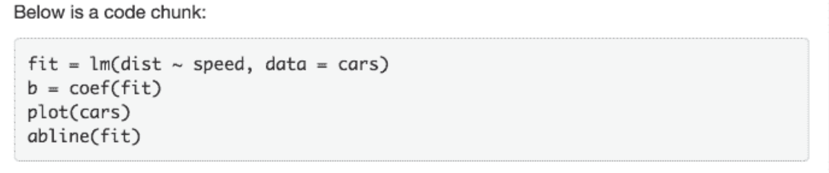 Below is a code chunk:
fit = lm(dist ~ speed, data = cars)
b = coef(fit)
plot(cars)
abline(fit)